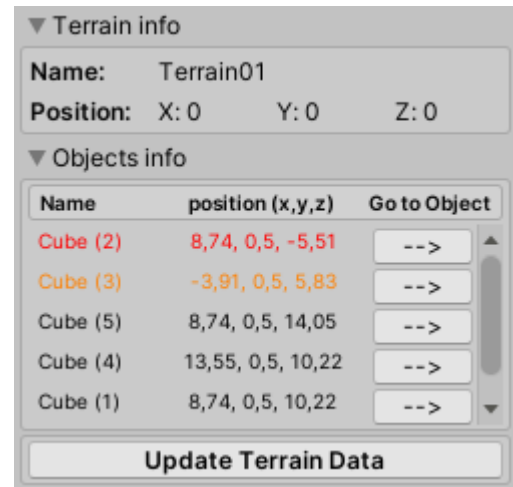 Terrain info
Name: Terrain01
Position: X: 0 Y: 0 Z: 0
Objects info
Name position (x,y,z) Go to Object
Cube (2) 8,74, 0,5, -5,51 -->
Cube (3) -3,91, 0,5, 5,83 -->
Cube (5) 8,74, 0,5, 14,05 -->
Cube (4) 13,55, 0,5, 10,22 -->
Cube (1) 8,74, 0,5, 10,22 -->
Update Terrain Data